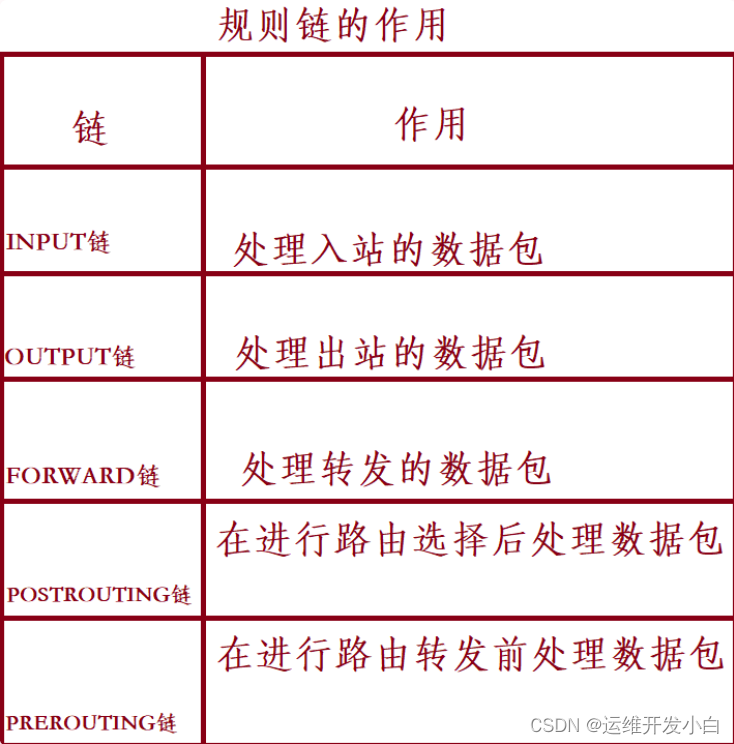 规则链的作用
链 作用
INPUT链 处理入站的数据包
OUTPUT链 处理出站的数据包
FORWARD链 处理转发的数据包
POSTROUTING链 在进行路由选择后处理数据包
PREROUTING链 在进行路由转发前处理数据包
CSDN @运维开发小白